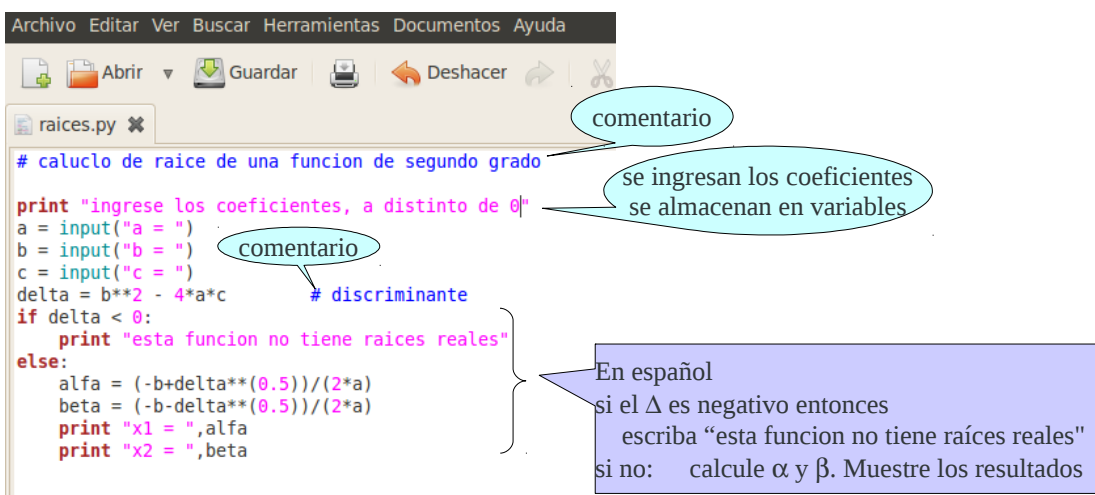 Archivo Editar Ver Buscar Herramientas Documentos Ayuda
Abrir Guardar Deshacer
raices.py
comentario
# caluclo de raice de una funcion de segundo grado
se ingresan los coeficientes
se almacenan en variables
print "ingrese los coeficientes, a distinto de 0"
a = input("a = ")
b = input("b = ")
comentario
c = input("c = ")
delta = b**2 - 4*a*c # discriminante
if delta < 0:
print "esta funcion no tiene raices reales"
else:
alfa = (-b+delta**(0.5))/(2*a)
beta = (-b-delta**(0.5))/(2*a)
print "x1 = ",alfa
print "x2 = ",beta
En español
si el Δ es negativo entonces
escriba “esta funcion no tiene raíces reales"
si no: calcule α y β. Muestre los resultados